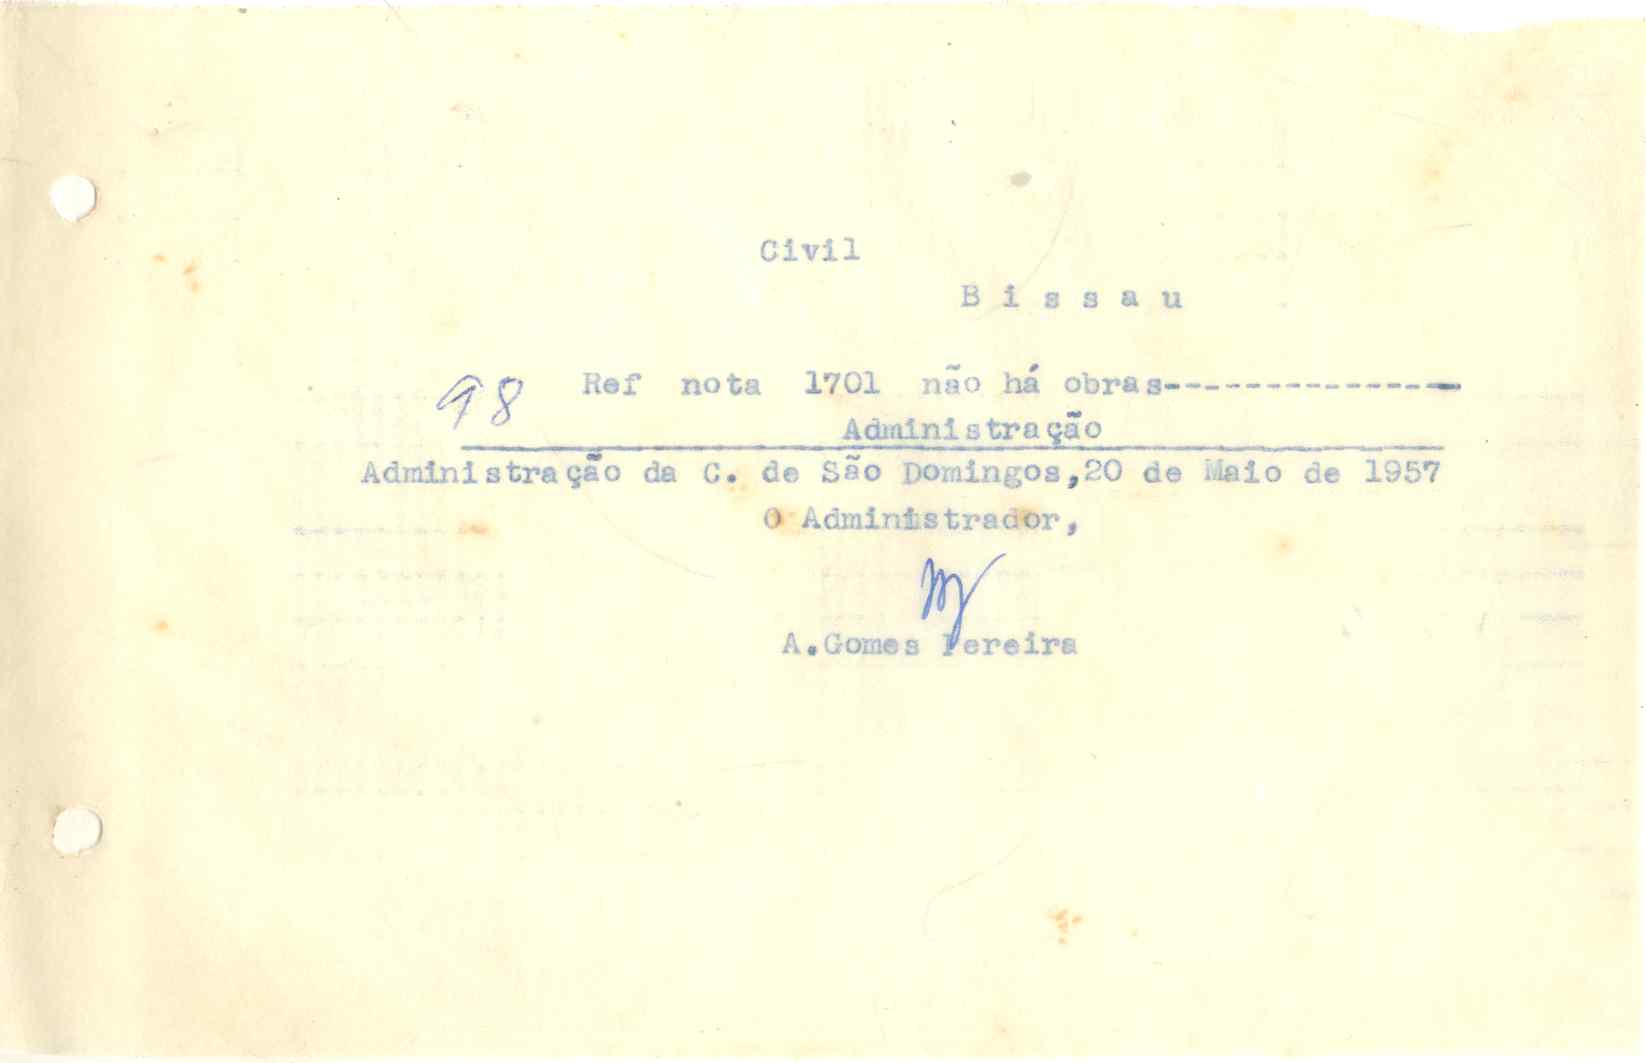 Civil
B i s s a u
98 Ref nota 1701 não há obras---------------
Administração
Administração da C. de São Domingos,20 de Maio de 1957
O Administrador,
A.Gomes Pereira